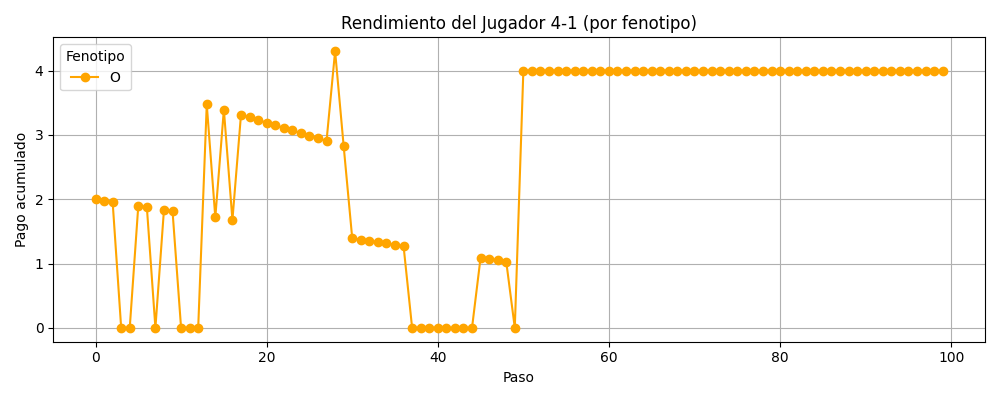 Rendimiento del Jugador 4-1 (por fenotipo)
Fenotipo
O
Pago acumulado
4
3
2
1
0
0
20
40
60
80
100
Paso